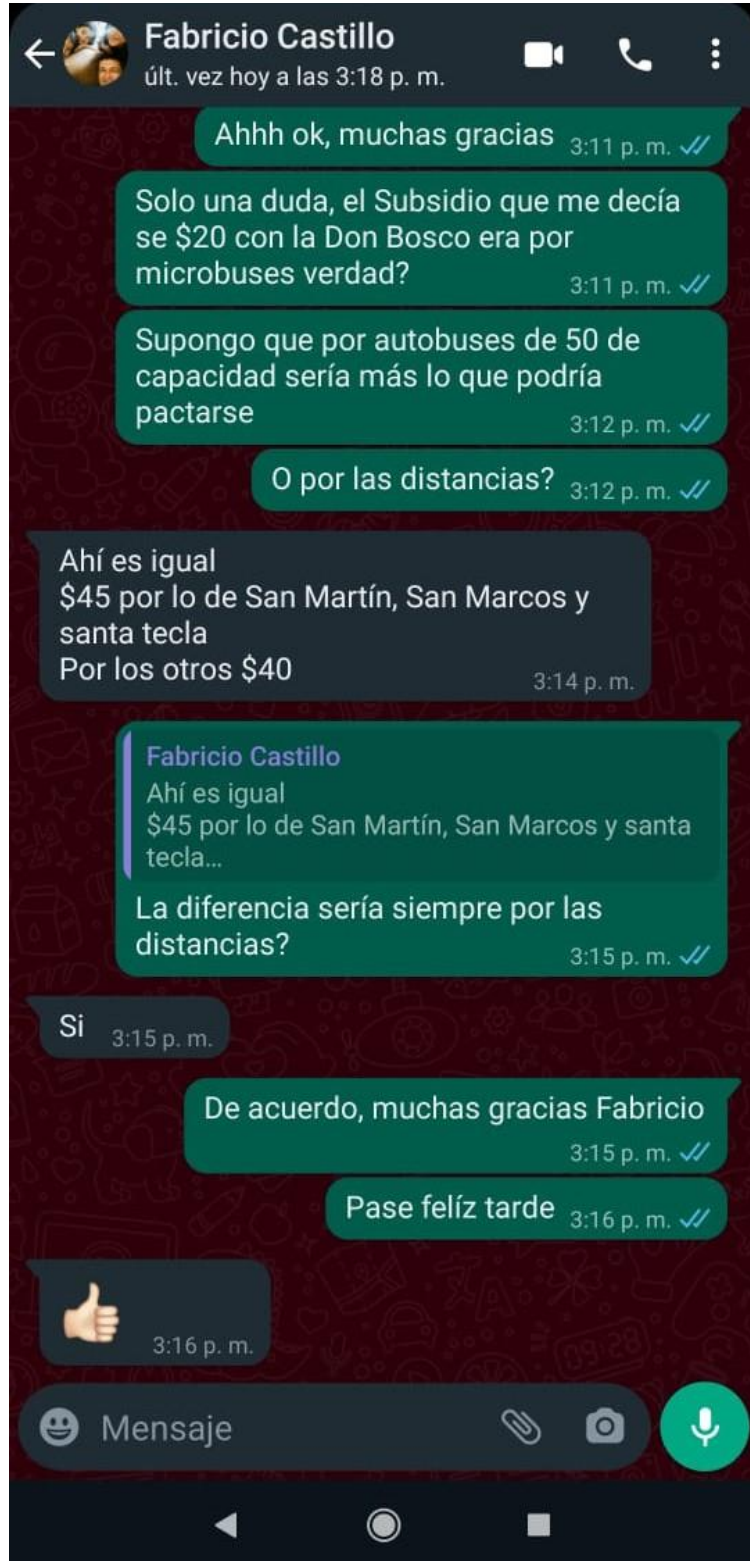 Fabricio Castillo
últ. vez hoy a las 3:18 p. m.
Ahhh ok, muchas gracias 3:11 p. m.
Solo una duda, el Subsidio que me decía
se $20 con la Don Bosco era por
microbuses verdad? 3:11 p. m.
Supongo que por autobuses de 50 de
capacidad sería más lo que podría
pactarse 3:12 p. m.
O por las distancias? 3:12 p. m.
Ahí es igual
$45 por lo de San Martín, San Marcos y
santa tecla
Por los otros $40 3:14 p. m.
Fabricio Castillo
Ahí es igual
$45 por lo de San Martín, San Marcos y santa
tecla...
La diferencia sería siempre por las
distancias? 3:15 p. m.
Si 3:15 p. m.
De acuerdo, muchas gracias Fabricio
3:15 p. m.
Pase felíz tarde 3:16 p. m.
3:16 p. m.
Mensaje